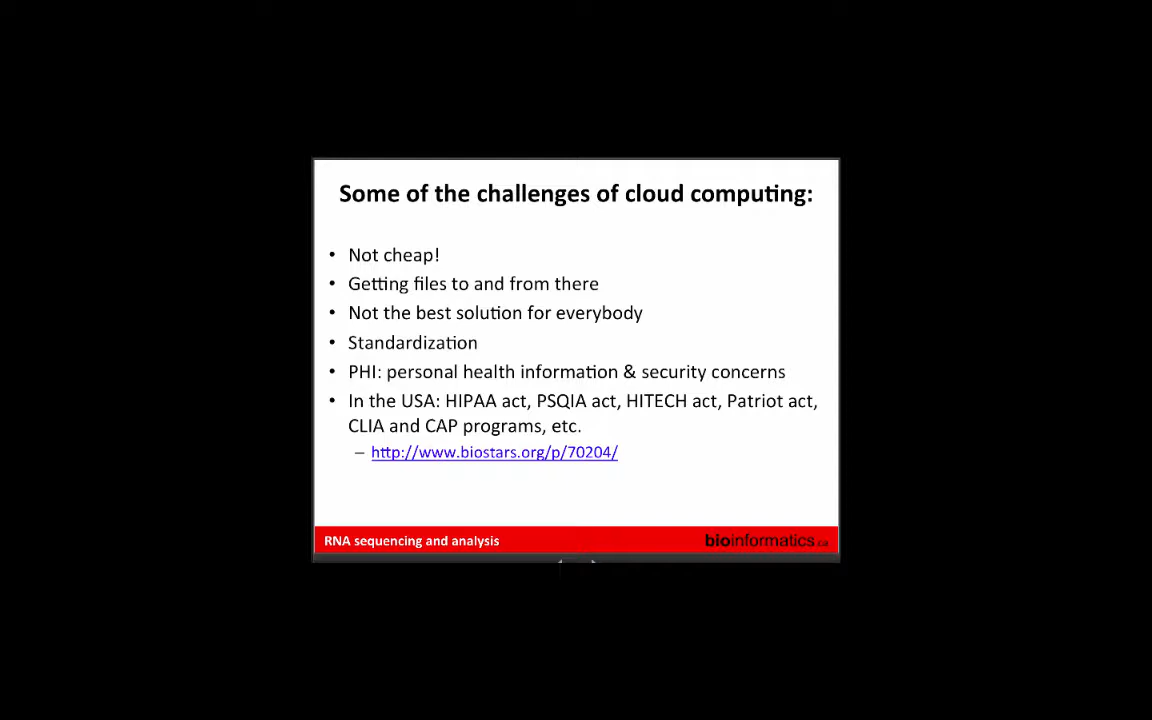 Some of the challenges of cloud computing:
• Not cheap!
• Getting files to and from there
• Not the best solution for everybody
• Standardization
• PHI: personal health information & security concerns
• In the USA: HIPAA act, PSQIA act, HITECH act, Patriot act,
CLIA and CAP programs, etc.
– http://www.biostars.org/p/70204/
RNA sequencing and analysis
bioinformatics.ca